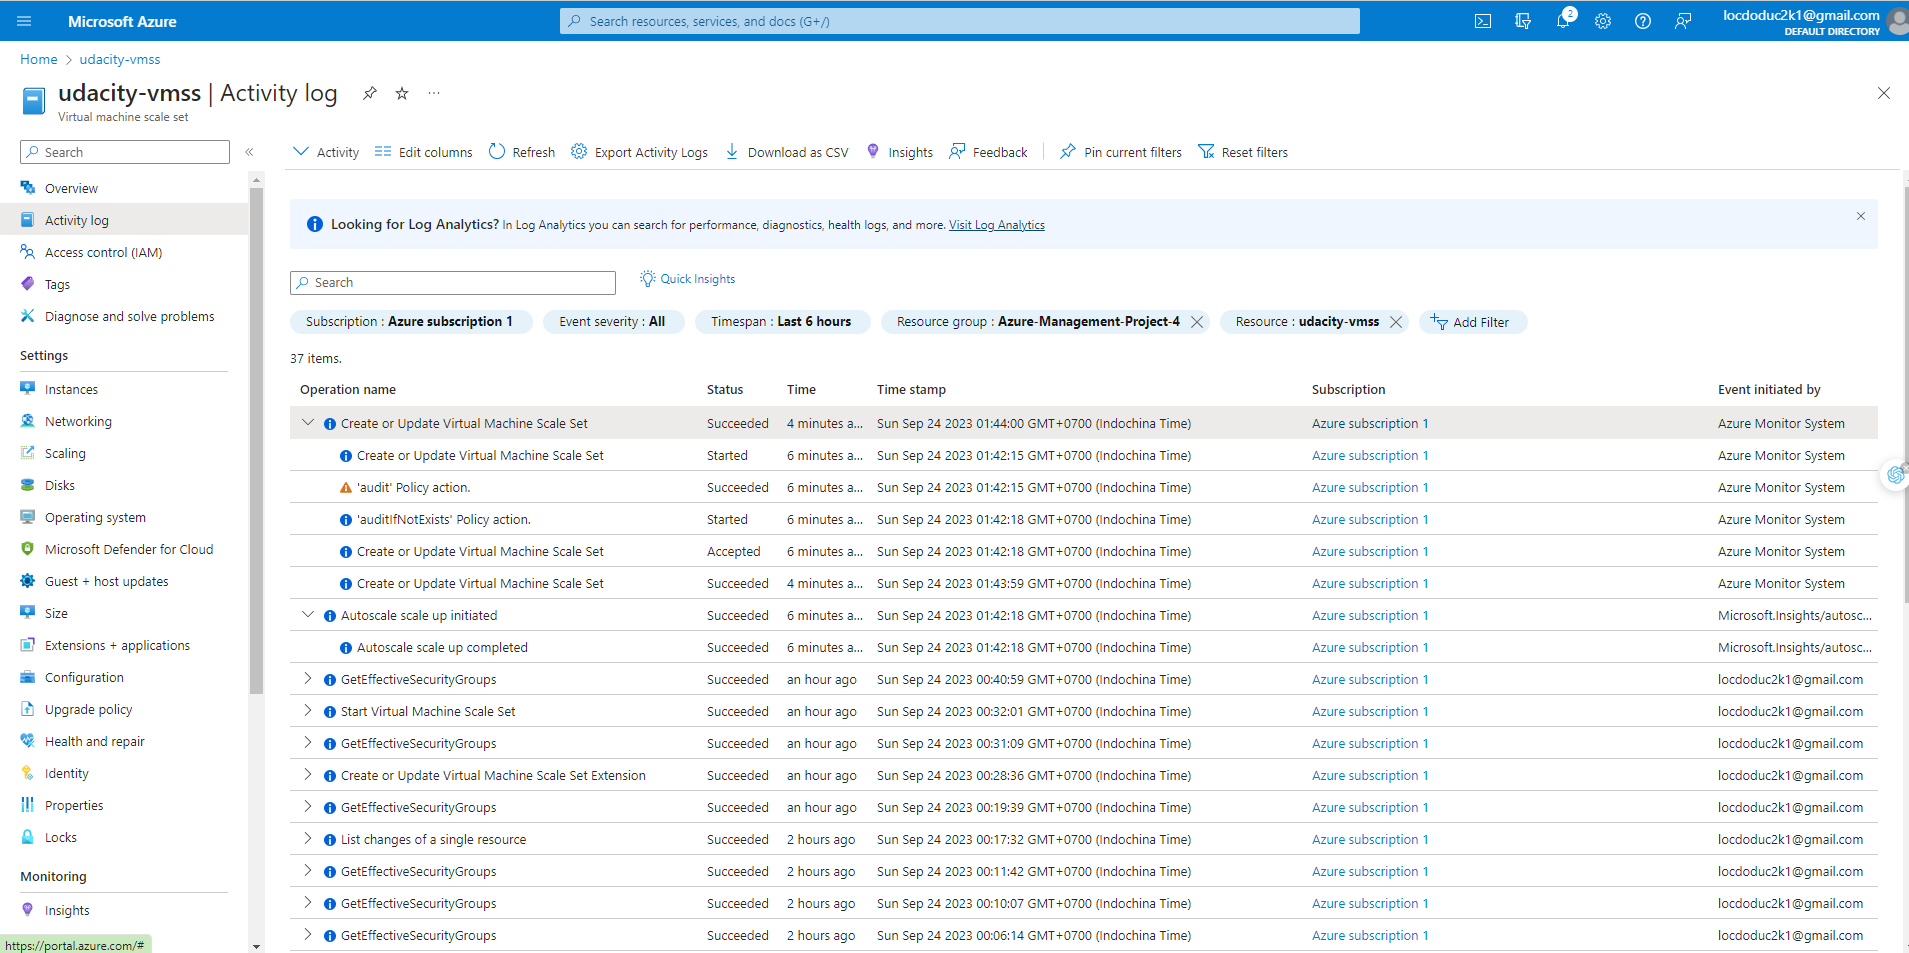 Microsoft Azure
Search resources, services, and docs (G+/)
2
locdoduc2k1@gmail.com
DEFAULT DIRECTORY
Home > udacity-vmss
udacity-vmss | Activity log
Virtual machine scale set
Search
Activity Edit columns Refresh Export Activity Logs Download as CSV Insights Feedback Pin current filters Reset filters
Overview
Activity log
Access control (IAM)
Tags
Diagnose and solve problems
Settings
Instances
Networking
Scaling
Disks
Operating system
Microsoft Defender for Cloud
Guest + host updates
Size
Extensions + applications
Configuration
Upgrade policy
Health and repair
Identity
Properties
Locks
Monitoring
Insights
https://portal.azure.com/#
Looking for Log Analytics? In Log Analytics you can search for performance, diagnostics, health logs, and more. Visit Log Analytics
Search Quick Insights
Subscription : Azure subscription 1 Event severity : All Timespan : Last 6 hours Resource group : Azure-Management-Project-4 Resource : udacity-vmss Add Filter
37 items.
Operation name Status Time Time stamp Subscription Event initiated by
Create or Update Virtual Machine Scale Set Succeeded 4 minutes a... Sun Sep 24 2023 01:44:00 GMT+0700 (Indochina Time) Azure subscription 1 Azure Monitor System
Create or Update Virtual Machine Scale Set Started 6 minutes a... Sun Sep 24 2023 01:42:15 GMT+0700 (Indochina Time) Azure subscription 1 Azure Monitor System
'audit' Policy action. Succeeded 6 minutes a... Sun Sep 24 2023 01:42:15 GMT+0700 (Indochina Time) Azure subscription 1 Azure Monitor System
'auditIfNotExists' Policy action. Started 6 minutes a... Sun Sep 24 2023 01:42:18 GMT+0700 (Indochina Time) Azure subscription 1 Azure Monitor System
Create or Update Virtual Machine Scale Set Accepted 6 minutes a... Sun Sep 24 2023 01:42:18 GMT+0700 (Indochina Time) Azure subscription 1 Azure Monitor System
Create or Update Virtual Machine Scale Set Succeeded 4 minutes a... Sun Sep 24 2023 01:43:59 GMT+0700 (Indochina Time) Azure subscription 1 Azure Monitor System
Autoscale scale up initiated Succeeded 6 minutes a... Sun Sep 24 2023 01:42:18 GMT+0700 (Indochina Time) Azure subscription 1 Microsoft.Insights/autosc...
Autoscale scale up completed Succeeded 6 minutes a... Sun Sep 24 2023 01:42:18 GMT+0700 (Indochina Time) Azure subscription 1 Microsoft.Insights/autosc...
GetEffectiveSecurityGroups Succeeded an hour ago Sun Sep 24 2023 00:40:59 GMT+0700 (Indochina Time) Azure subscription 1 locdoduc2k1@gmail.com
Start Virtual Machine Scale Set Succeeded an hour ago Sun Sep 24 2023 00:32:01 GMT+0700 (Indochina Time) Azure subscription 1 locdoduc2k1@gmail.com
GetEffectiveSecurityGroups Succeeded an hour ago Sun Sep 24 2023 00:31:09 GMT+0700 (Indochina Time) Azure subscription 1 locdoduc2k1@gmail.com
Create or Update Virtual Machine Scale Set Extension Succeeded an hour ago Sun Sep 24 2023 00:28:36 GMT+0700 (Indochina Time) Azure subscription 1 locdoduc2k1@gmail.com
GetEffectiveSecurityGroups Succeeded an hour ago Sun Sep 24 2023 00:19:39 GMT+0700 (Indochina Time) Azure subscription 1 locdoduc2k1@gmail.com
List changes of a single resource Succeeded 2 hours ago Sun Sep 24 2023 00:17:32 GMT+0700 (Indochina Time) Azure subscription 1 locdoduc2k1@gmail.com
GetEffectiveSecurityGroups Succeeded 2 hours ago Sun Sep 24 2023 00:11:42 GMT+0700 (Indochina Time) Azure subscription 1 locdoduc2k1@gmail.com
GetEffectiveSecurityGroups Succeeded 2 hours ago Sun Sep 24 2023 00:10:07 GMT+0700 (Indochina Time) Azure subscription 1 locdoduc2k1@gmail.com
GetEffectiveSecurityGroups Succeeded 2 hours ago Sun Sep 24 2023 00:06:14 GMT+0700 (Indochina Time) Azure subscription 1 locdoduc2k1@gmail.com